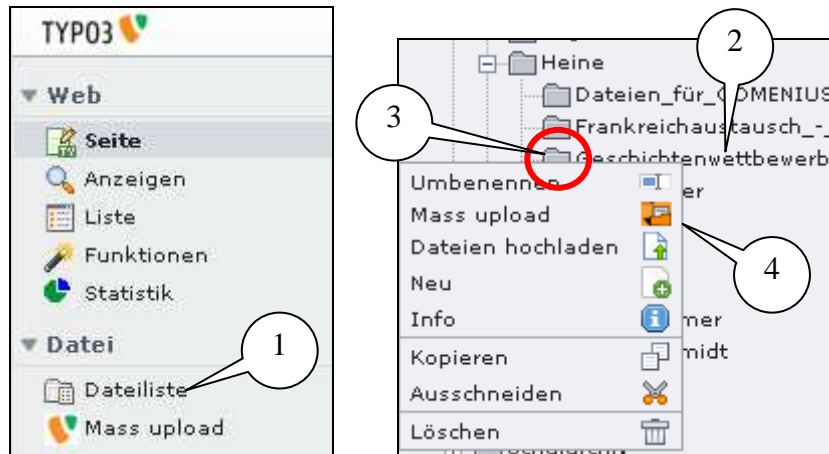 TYPO3
Web
Seite
Anzeigen
Liste
Funktionen
Statistik
Datei
1
Dateiliste
Mass upload
2
Heine
Dateien_für_COMENIUS
3
Frankreichaustausch_-_
Geschichtenwettbewerb
Umbenennen
er
Mass upload
Dateien hochladen
4
Neu
Info
mer
Kopieren
midt
Ausschneiden
Löschen